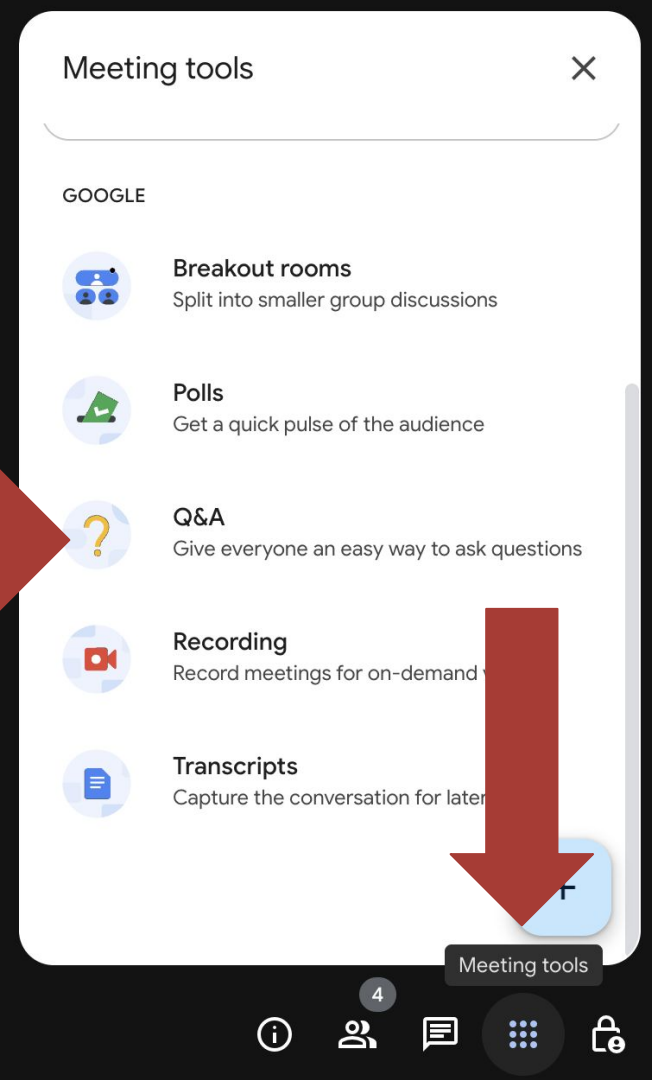 Meeting tools
GOOGLE
Breakout rooms
Split into smaller group discussions
Polls
Get a quick pulse of the audience
Q&A
Give everyone an easy way to ask questions
Recording
Record meetings for on-demand
Transcripts
Capture the conversation for later
Meeting tools
4